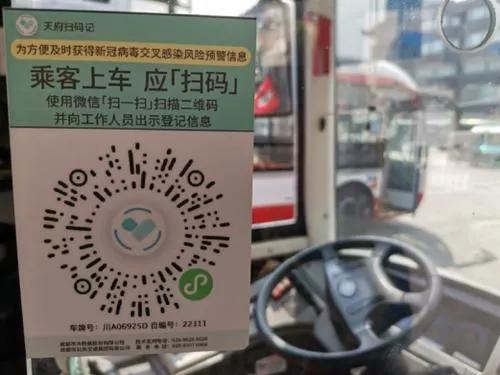 天府扫码记
为方便及时获得新冠病毒交叉感染风险预警信息
乘客上车 应「扫码」
使用微信「扫一扫」扫描二维码
并向工作人员出示登记信息
车牌号：川A06925D 自编号：22311